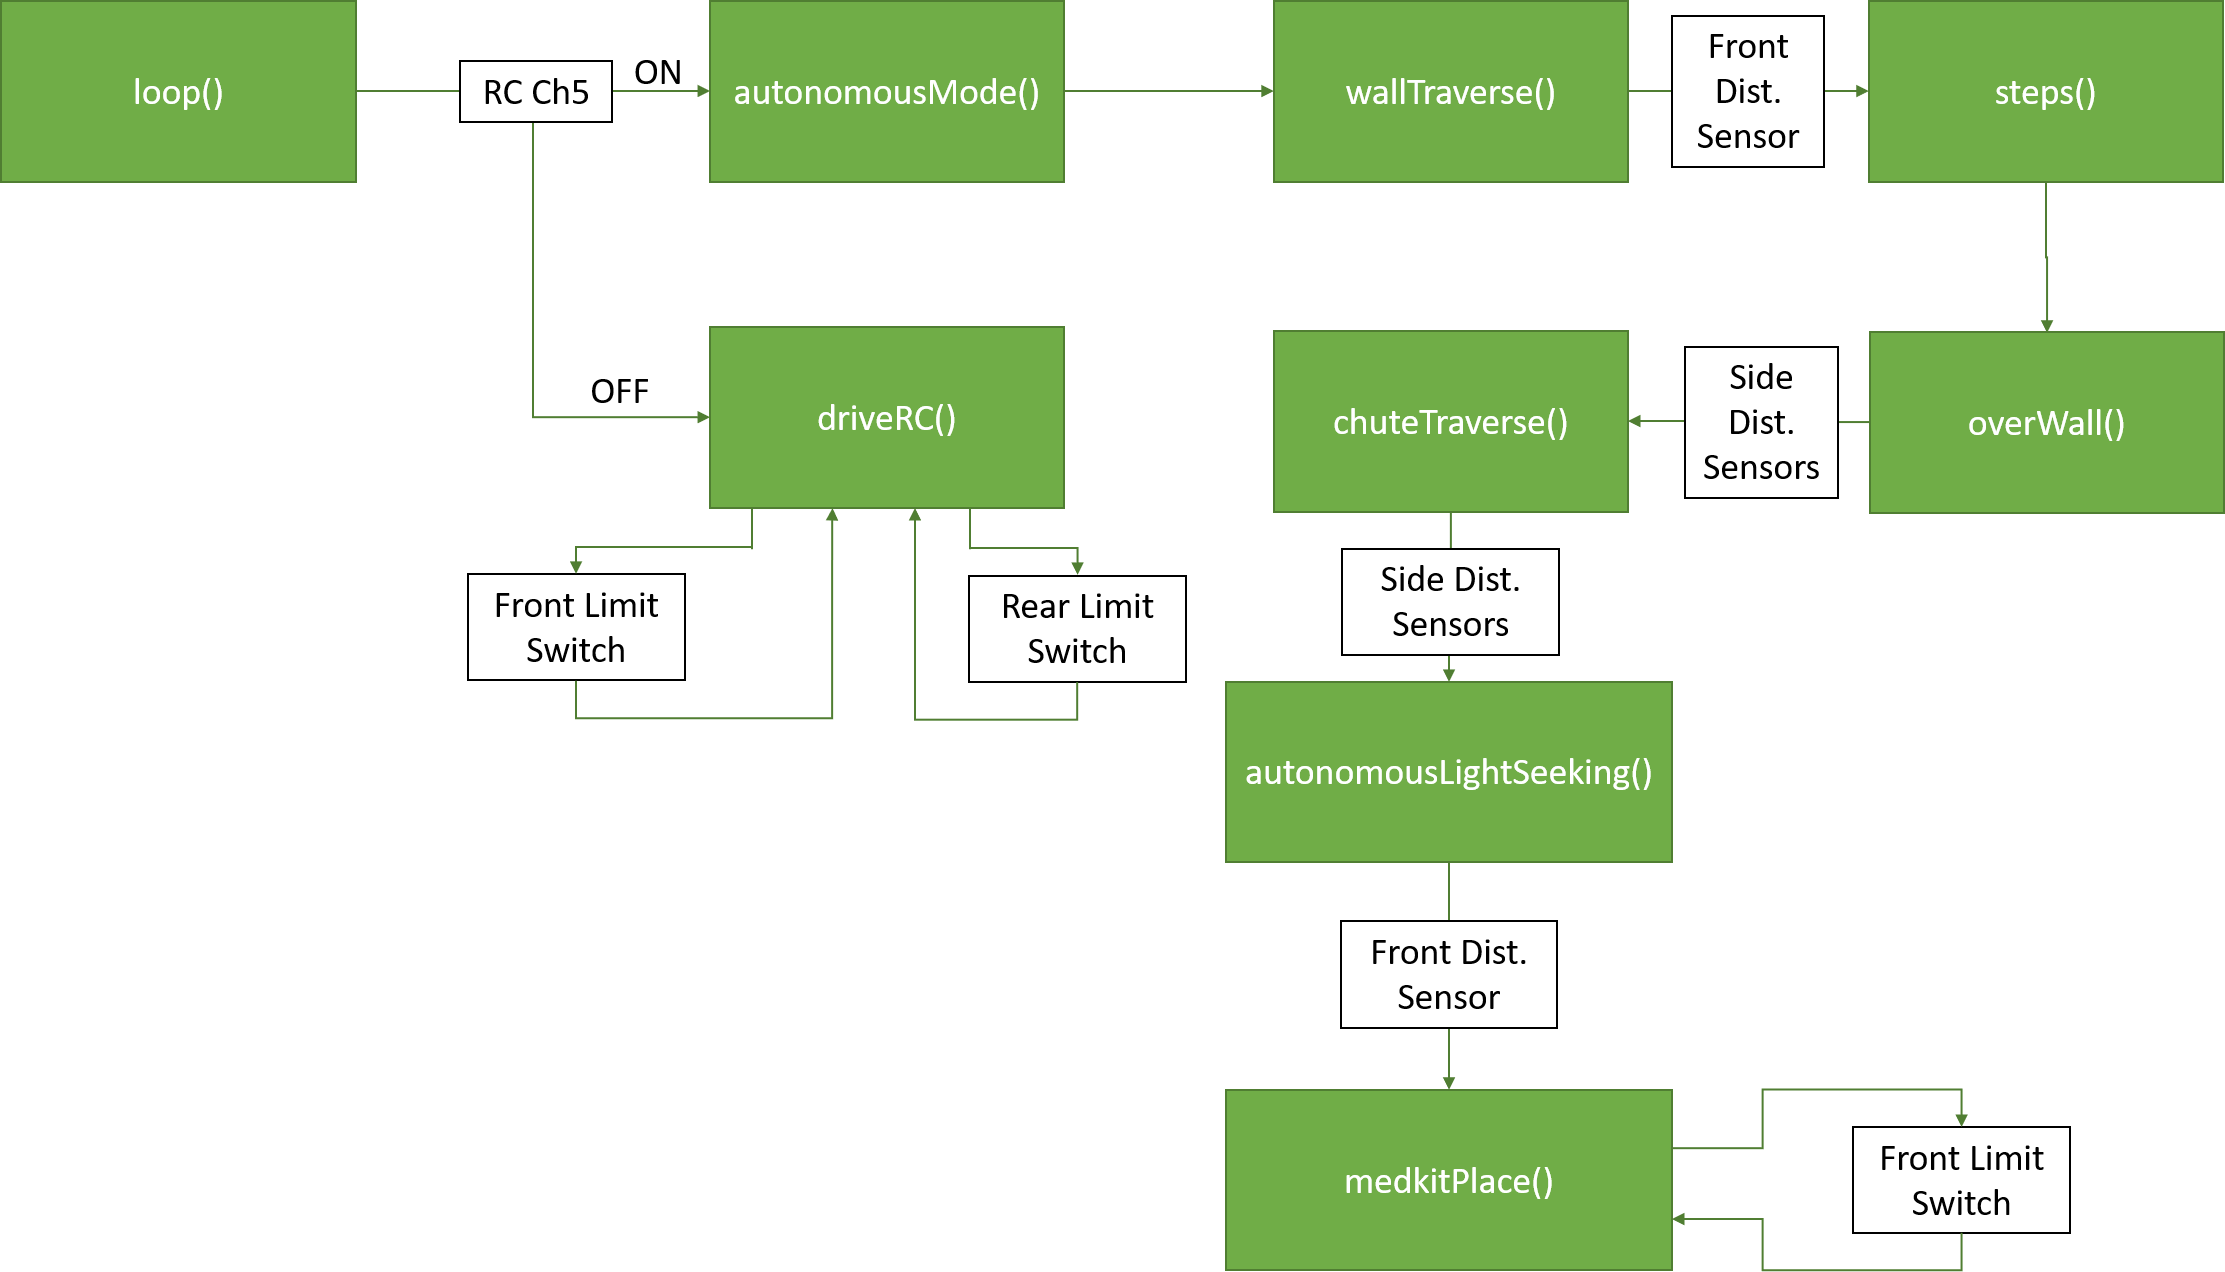 loop()
RC Ch5
ON
autonomousMode()
wallTraverse()
Front
Dist.
Sensor
steps()
OFF
driveRC()
chuteTraverse()
Side
Dist.
Sensors
overWall()
Front Limit
Switch
Rear Limit
Switch
Side Dist.
Sensors
autonomousLightSeeking()
Front Dist.
Sensor
medkitPlace()
Front Limit
Switch